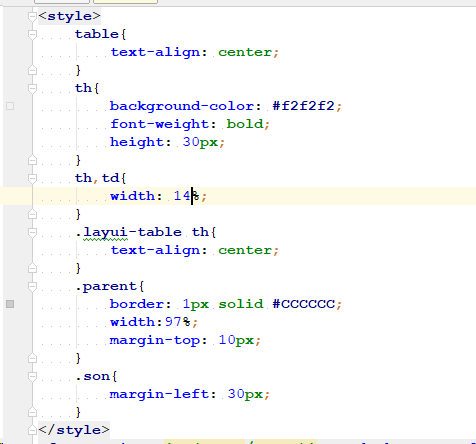 <style>
table{
text-align: center;
}
th{
background-color: #f2f2f2;
font-weight: bold;
height: 30px;
}
th,td{
width: 14%;
}
.layui-table th{
text-align: center;
}
.parent{
border: 1px solid #CCCCCC;
width:97%;
margin-top: 10px;
}
.son{
margin-left: 30px;
}
</style>